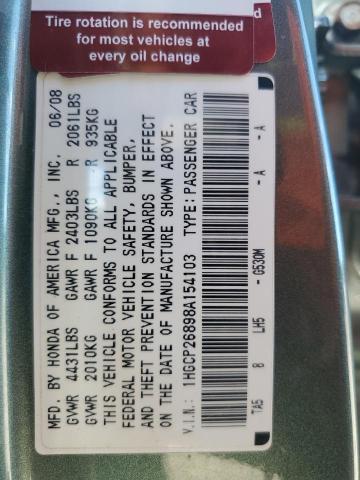 d
Tire rotation is recommended
for most vehicles at
every oil change
MFD. BY HONDA OF AMERICA MFG., INC. 06/08
GVWR 4431LBS GAWR F 2403LBS R 2061LBS
GVWR 2010KG GAWR F 1090KG R 935KG
THIS VEHICLE CONFORMS TO ALL APPLICABLE
FEDERAL MOTOR VEHICLE SAFETY, BUMPER,
AND THEFT PREVENTION STANDARDS IN EFFECT
ON THE DATE OF MANUFACTURE SHOWN ABOVE.
V.I.N.: 1HGCP26898A154103 TYPE:PASSENGER CAR
TA5 8 LH5 -G530M -A -A